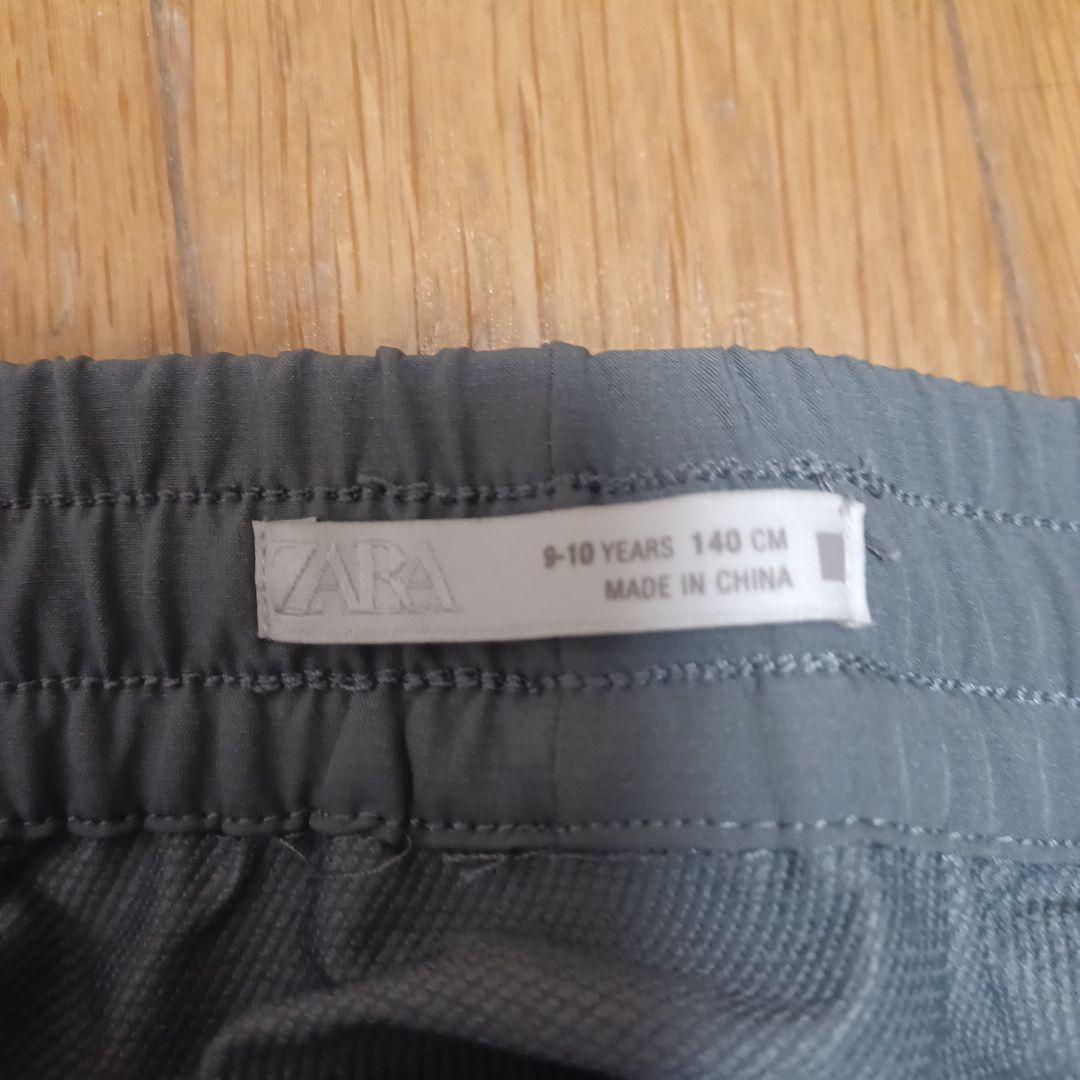 ZARA
9-10 YEARS 140 CM
MADE IN CHINA